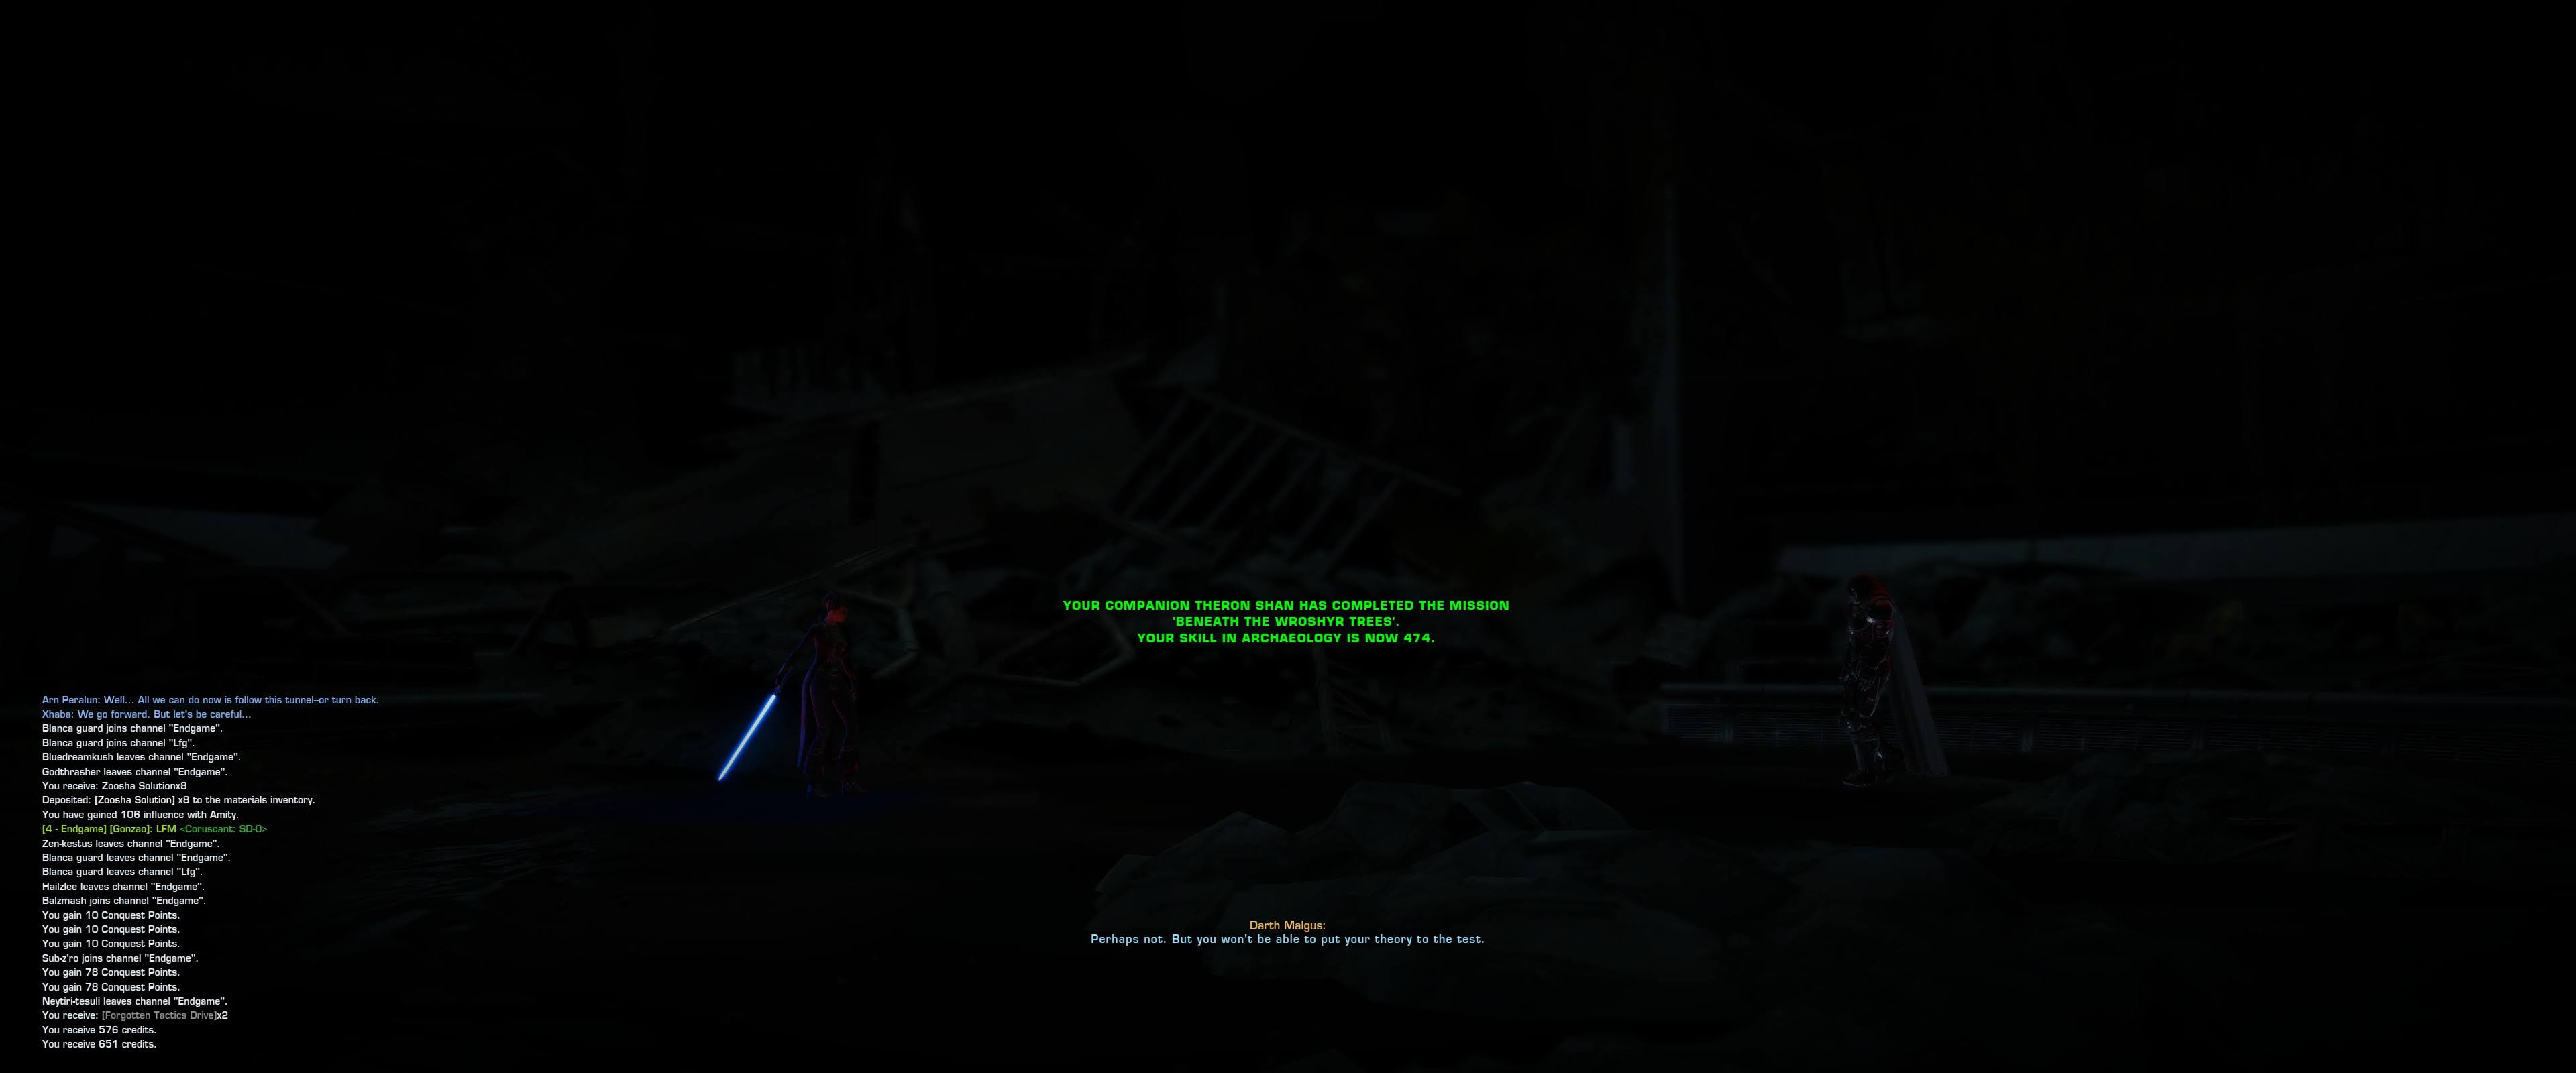 YOUR COMPANION THERON SHAN HAS COMPLETED THE MISSION
'BENEATH THE WROSHYR TREES'.
YOUR SKILL IN ARCHAEOLOGY IS NOW 474.
Arn Peralun: Well... All we can do now is follow this tunnel–or turn back.
Xhaba: We go forward. But let's be careful...
Blanca guard joins channel "Endgame".
Blanca guard joins channel "Lfg".
Bluedreamkush leaves channel "Endgame".
Godthrasher leaves channel "Endgame".
You receive: Zoosha Solutionx8
Deposited: [Zoosha Solution] x8 to the materials inventory.
You have gained 106 influence with Amity.
[4 - Endgame] [Gonzao]: LFM <Coruscant: SD-0>
Zen-kestus leaves channel "Endgame".
Blanca guard leaves channel "Endgame".
Blanca guard leaves channel "Lfg".
Hailzlee leaves channel "Endgame".
Balzmash joins channel "Endgame".
You gain 10 Conquest Points.
You gain 10 Conquest Points.
You gain 10 Conquest Points.
Sub-z'ro joins channel "Endgame".
You gain 78 Conquest Points.
You gain 78 Conquest Points.
Neytiri-tesuli leaves channel "Endgame".
You receive: [Forgotten Tactics Drive]x2
You receive 576 credits.
You receive 651 credits.
Darth Malgus:
Perhaps not. But you won't be able to put your theory to the test.